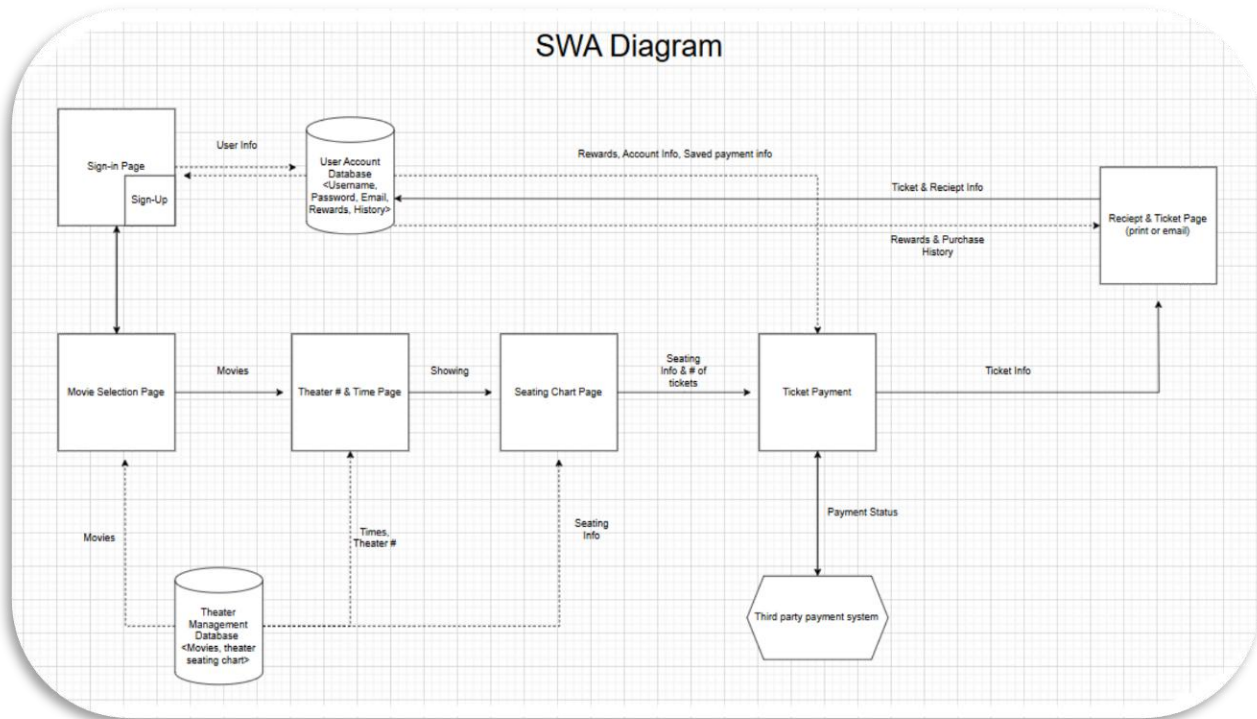 SWA Diagram
Sign-in Page
Sign-Up
User Info
User Account
Database
<Username,
Password, Email,
Rewards, History>
Rewards, Account Info, Saved payment info
Ticket & Reciept Info
Rewards & Purchase
History
Reciept & Ticket Page
(print or email)
Movie Selection Page
Movies
Theater # & Time Page
Showing
Seating Chart Page
Seating
Info & # of
tickets
Ticket Payment
Ticket Info
Movies
Times,
Theater #
Seating
Info
Payment Status
Theater
Management
Database
<Movies, theater
seating chart>
Third party payment system